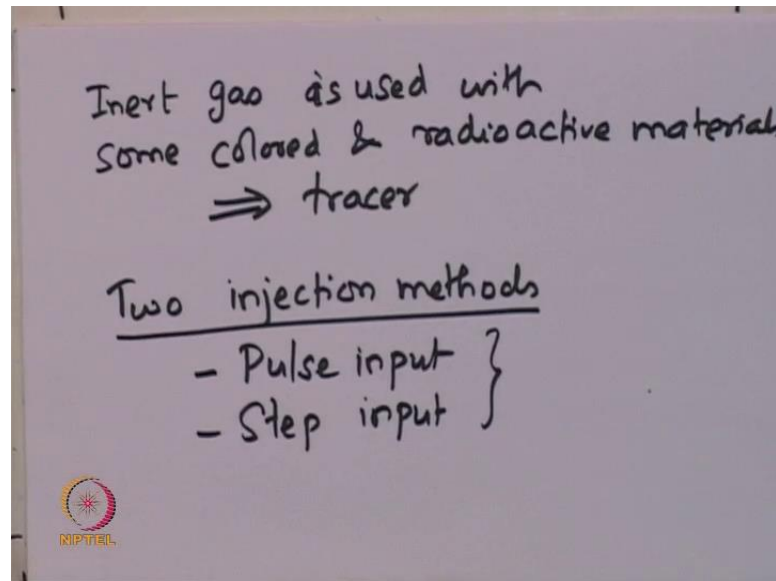 Inert gas is used with
some colored & radioactive material
⇒ tracer
Two injection methods
- Pulse input
- Step input
NPTEL